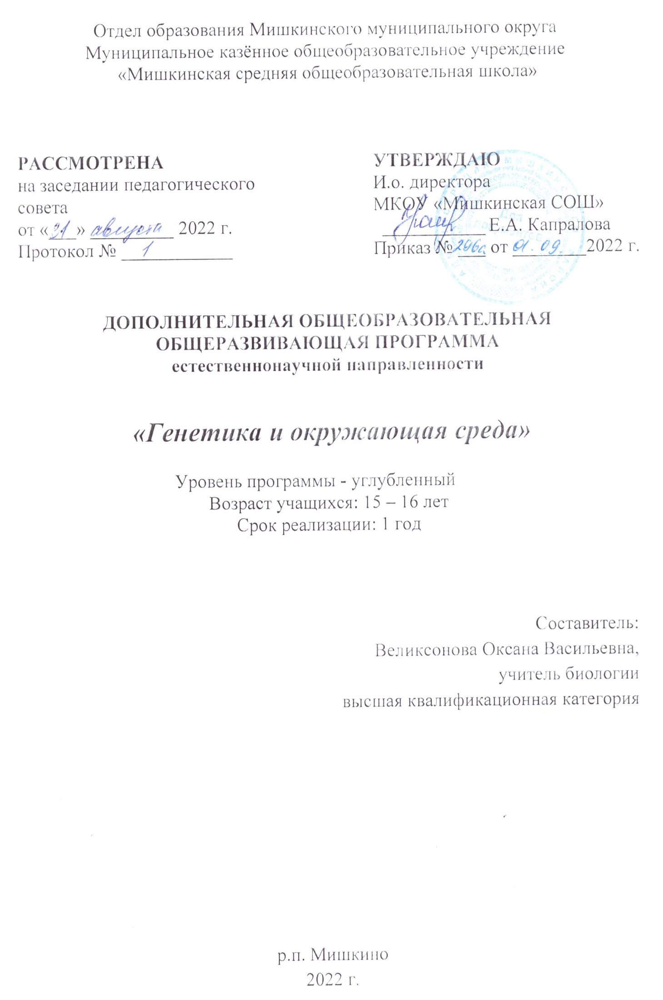 Отдел образования Мишкинского муниципального округа
Муниципальное казённое общеобразовательное учреждение
«Мишкинская средняя общеобразовательная школа»
РАССМОТРЕНА
на заседании педагогического
совета
от «31» августа 2022 г.
Протокол № 1
УТВЕРЖДАЮ
И.о. директора
МКОУ «Мишкинская СОШ»
Е.А. Капралова
Приказ № 296а от 01.09. 2022 г.
Для
документов
ДОПОЛНИТЕЛЬНАЯ ОБЩЕОБРАЗОВАТЕЛЬНАЯ
ОБЩЕРАЗВИВАЮЩАЯ ПРОГРАММА
естественнонаучной направленности
«Генетика и окружающая среда»
Уровень программы - углубленный
Возраст учащихся: 15 – 16 лет
Срок реализации: 1 год
Составитель:
Великсонова Оксана Васильевна,
учитель биологии
высшая квалификационная категория
р.п. Мишкино
2022 г.